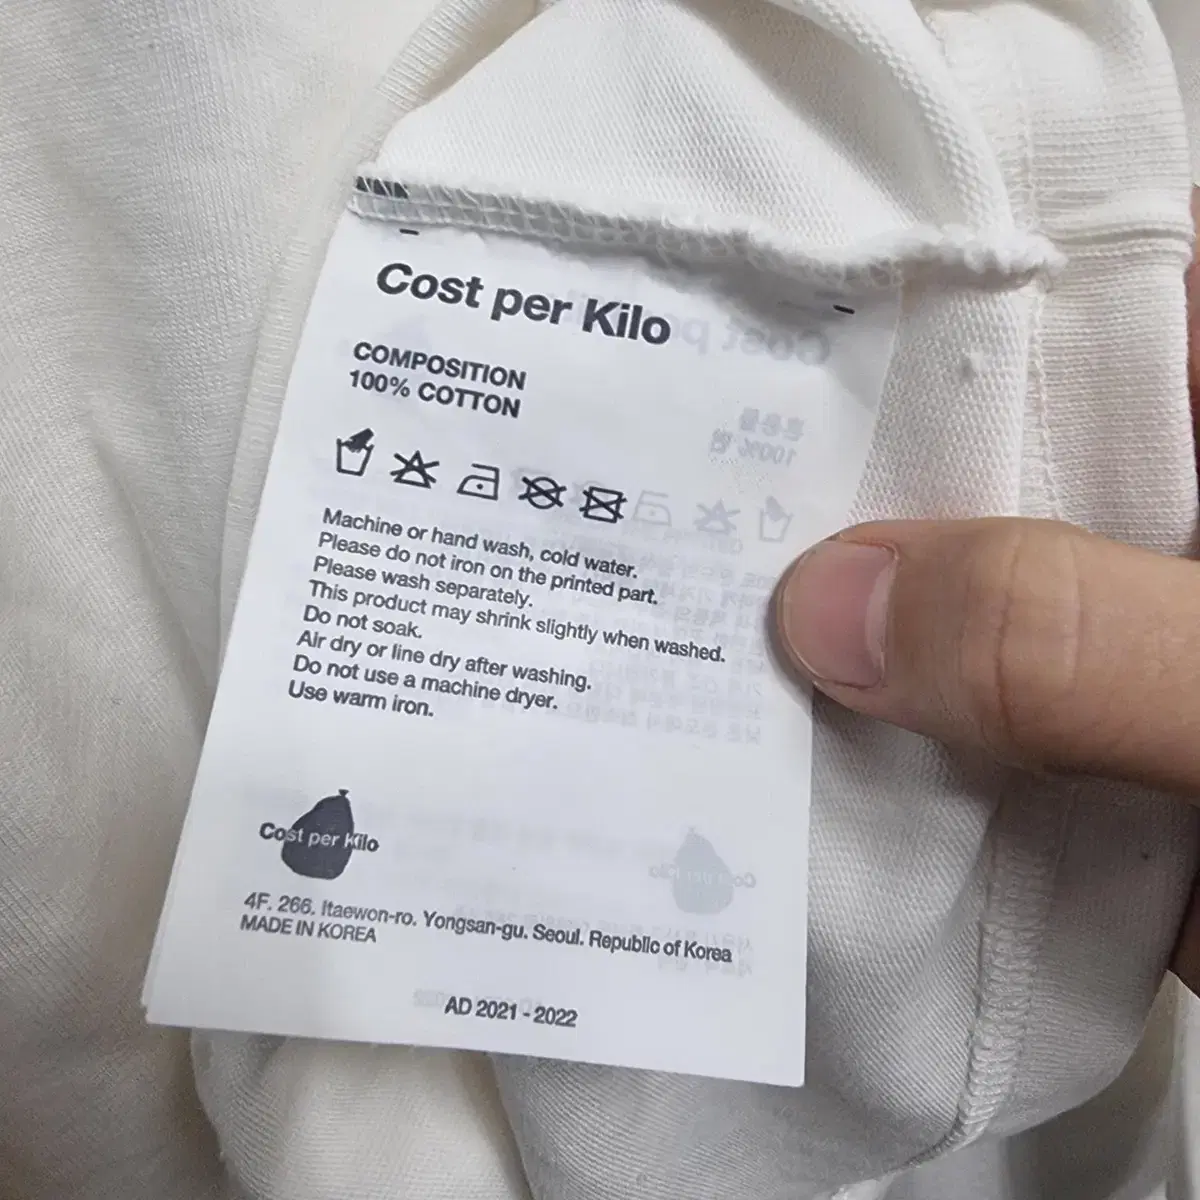 Cost per Kilo
COMPOSITION
100% COTTON
Machine or hand wash, cold water.
Please do not iron on the printed part.
Please wash separately.
This product may shrink slightly when washed.
Do not soak.
Air dry or line dry after washing.
Do not use a machine dryer.
Use warm iron.
Cost per Kilo
4F. 266. Itaewon-ro. Yongsan-gu. Seoul. Republic of Korea
MADE IN KOREA
AD 2021 - 2022